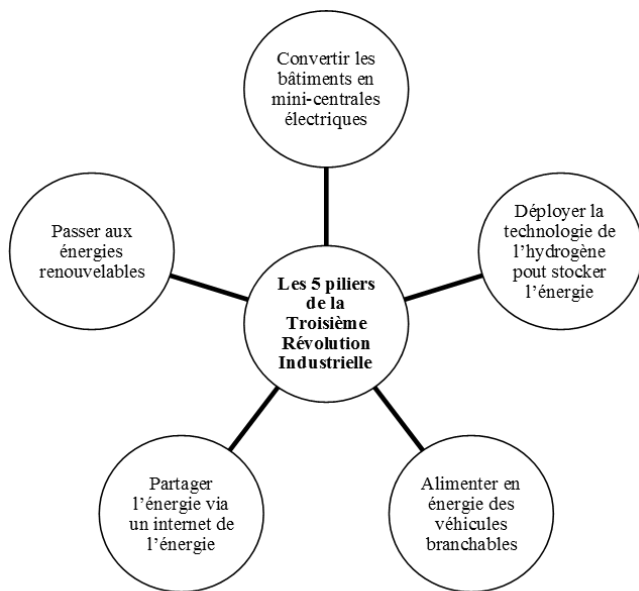 Convertir les
bâtiments en
mini-centrales
électriques
Passer aux
énergies
renouvelables
Déployer la
technologie de
l'hydrogène
pout stocker
l'énergie
Les 5 piliers
de la
Troisième
Révolution
Industrielle
Partager
l'énergie via
un internet de
l'énergie
Alimenter en
énergie des
véhicules
branchables